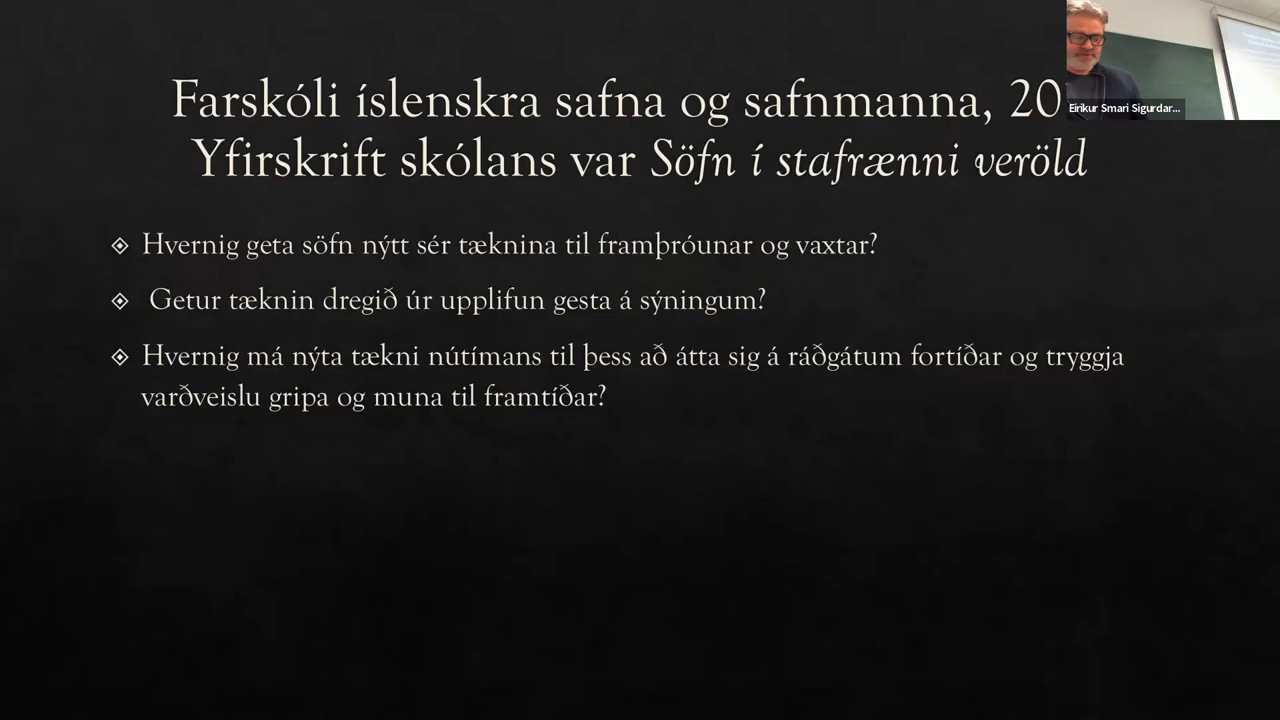 Farskóli íslenskra safna og safnmanna, 20
Yfirskrift skólans var Söfn í stafrænni veröld
Eirikur Smari Sigurdar...
Hvernig geta söfn nýtt sér tæknina til framþróunar og vaxtar?
Getur tæknin dregið úr upplifun gesta á sýningum?
Hvernig má nýta tækni nútímans til þess að átta sig á ráðgátum fortíðar og tryggja
varðveislu gripa og muna til framtíðar?